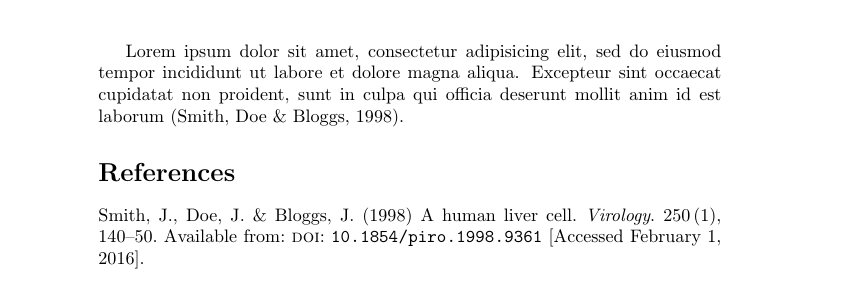 Lorem ipsum dolor sit amet, consectetur adipisicing elit, sed do eiusmod
tempor incididunt ut labore et dolore magna aliqua. Excepteur sint occaecat
cupidatat non proident, sunt in culpa qui officia deserunt mollit anim id est
laborum (Smith, Doe & Bloggs, 1998).
References
Smith, J., Doe, J. & Bloggs, J. (1998) A human liver cell. Virology. 250 (1),
140–50. Available from: DOI: 10.1854/piro.1998.9361 [Accessed February 1,
2016].